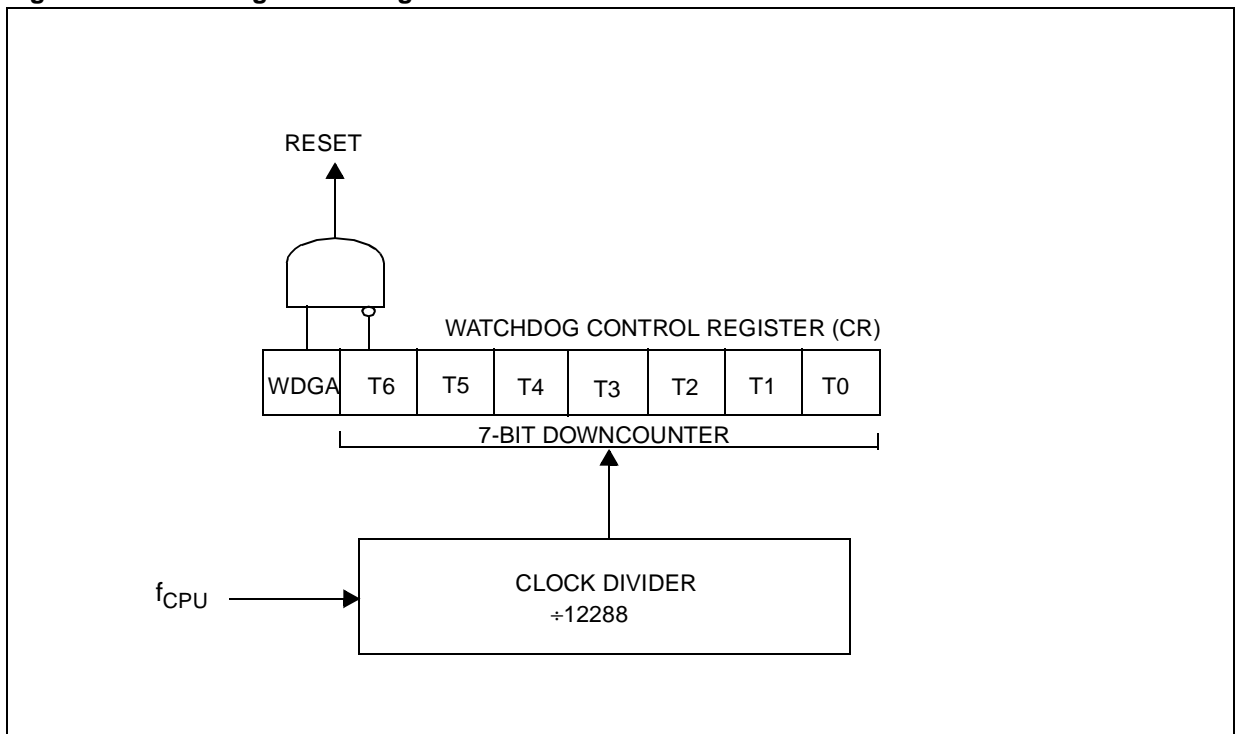 RESET
WATCHDOG CONTROL REGISTER (CR)
WDGA T6 T5 T4 T3 T2 T1 T0
7-BIT DOWNCOUNTER
fCPU
CLOCK DIVIDER
÷12288